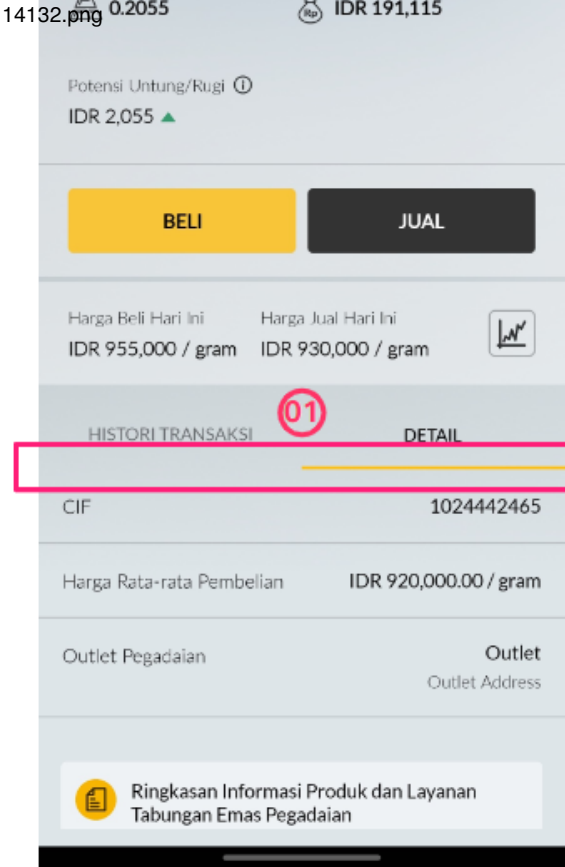 14132.png
0.2055 Rp IDR 191,115
Potensi Untung/Rugi
IDR 2,055
BELI JUAL
Harga Beli Hari Ini Harga Jual Hari Ini
IDR 955,000 / gram IDR 930,000 / gram
01
HISTORI TRANSAKSI DETAIL
CIF 1024442465
Harga Rata-rata Pembelian IDR 920,000.00 / gram
Outlet Pegadaian Outlet
Outlet Address
Ringkasan Informasi Produk dan Layanan
Tabungan Emas Pegadaian